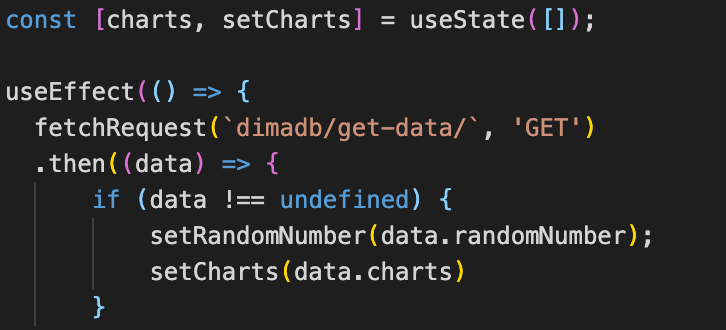 const [charts, setCharts] = useState([]);
useEffect(() => {
fetchRequest(`dimadb/get-data/`, 'GET')
.then((data) => {
if (data !== undefined) {
setRandomNumber(data.randomNumber);
setCharts(data.charts)
}